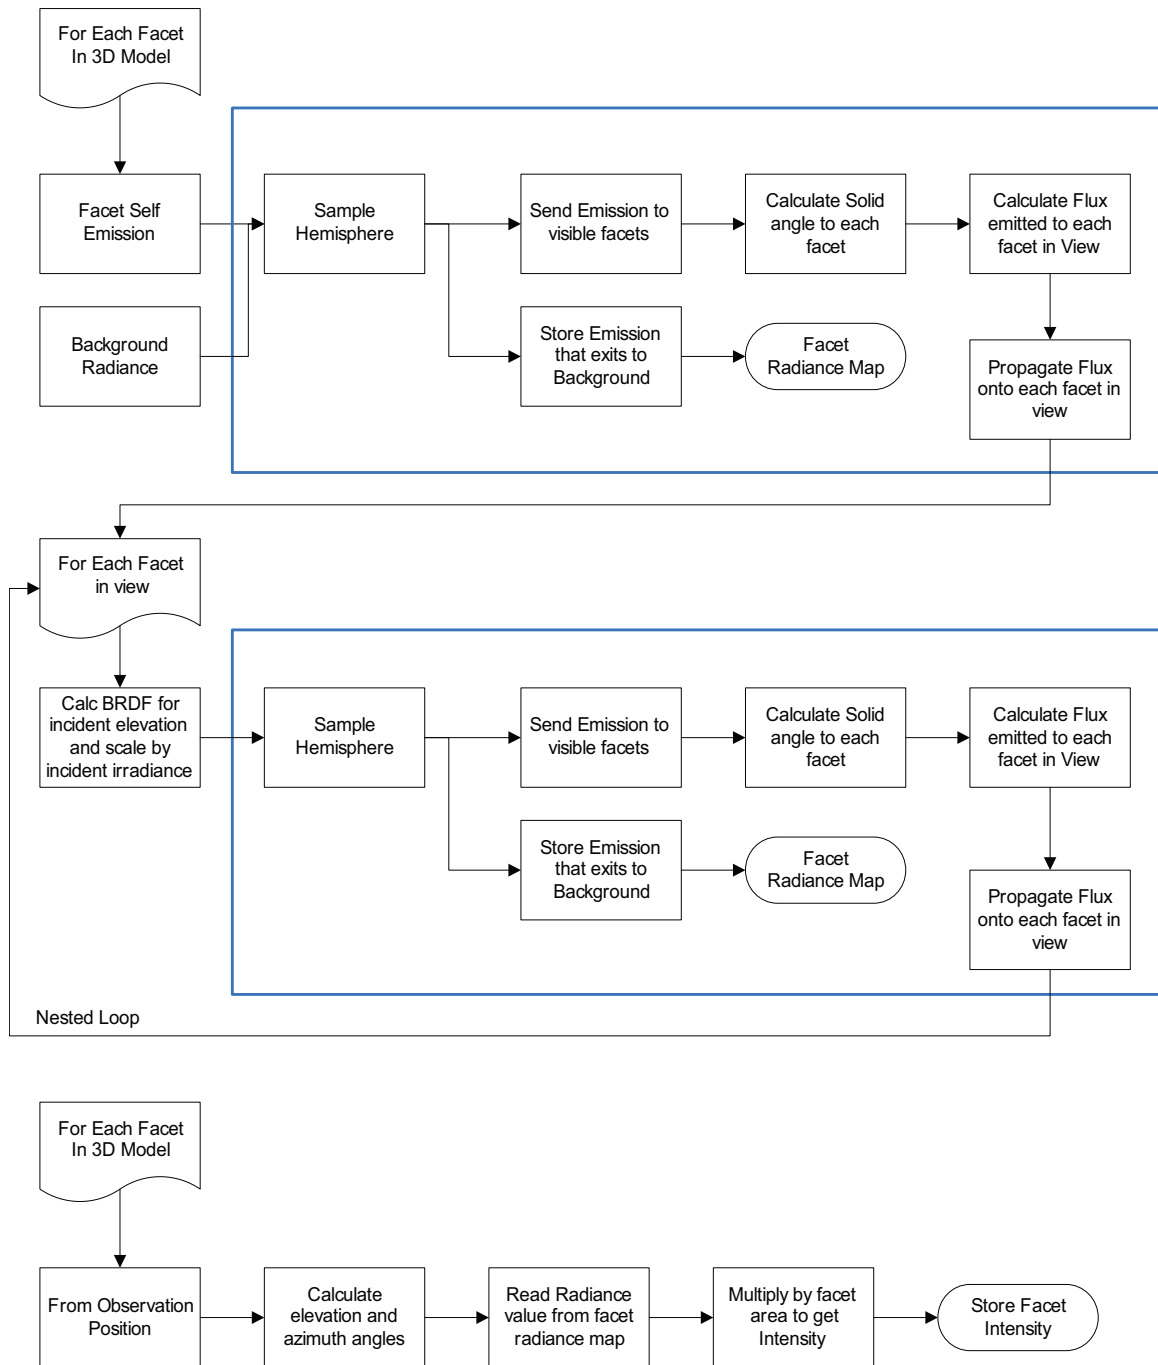 For Each Facet
In 3D Model
Facet Self
Emission
Sample
Hemisphere
Send Emission to
visible facets
Calculate Solid
angle to each
facet
Calculate Flux
emitted to each
facet in View
Background
Radiance
Store Emission
that exits to
Background
Facet
Radiance Map
Propagate Flux
onto each facet in
view
For Each Facet
in view
Calc BRDF for
incident elevation
and scale by
incident irradiance
Sample
Hemisphere
Send Emission to
visible facets
Calculate Solid
angle to each
facet
Calculate Flux
emitted to each
facet in View
Store Emission
that exits to
Background
Facet
Radiance Map
Propagate Flux
onto each facet in
view
Nested Loop
For Each Facet
In 3D Model
From Observation
Position
Calculate
elevation and
azimuth angles
Read Radiance
value from facet
radiance map
Multiply by facet
area to get
Intensity
Store Facet
Intensity